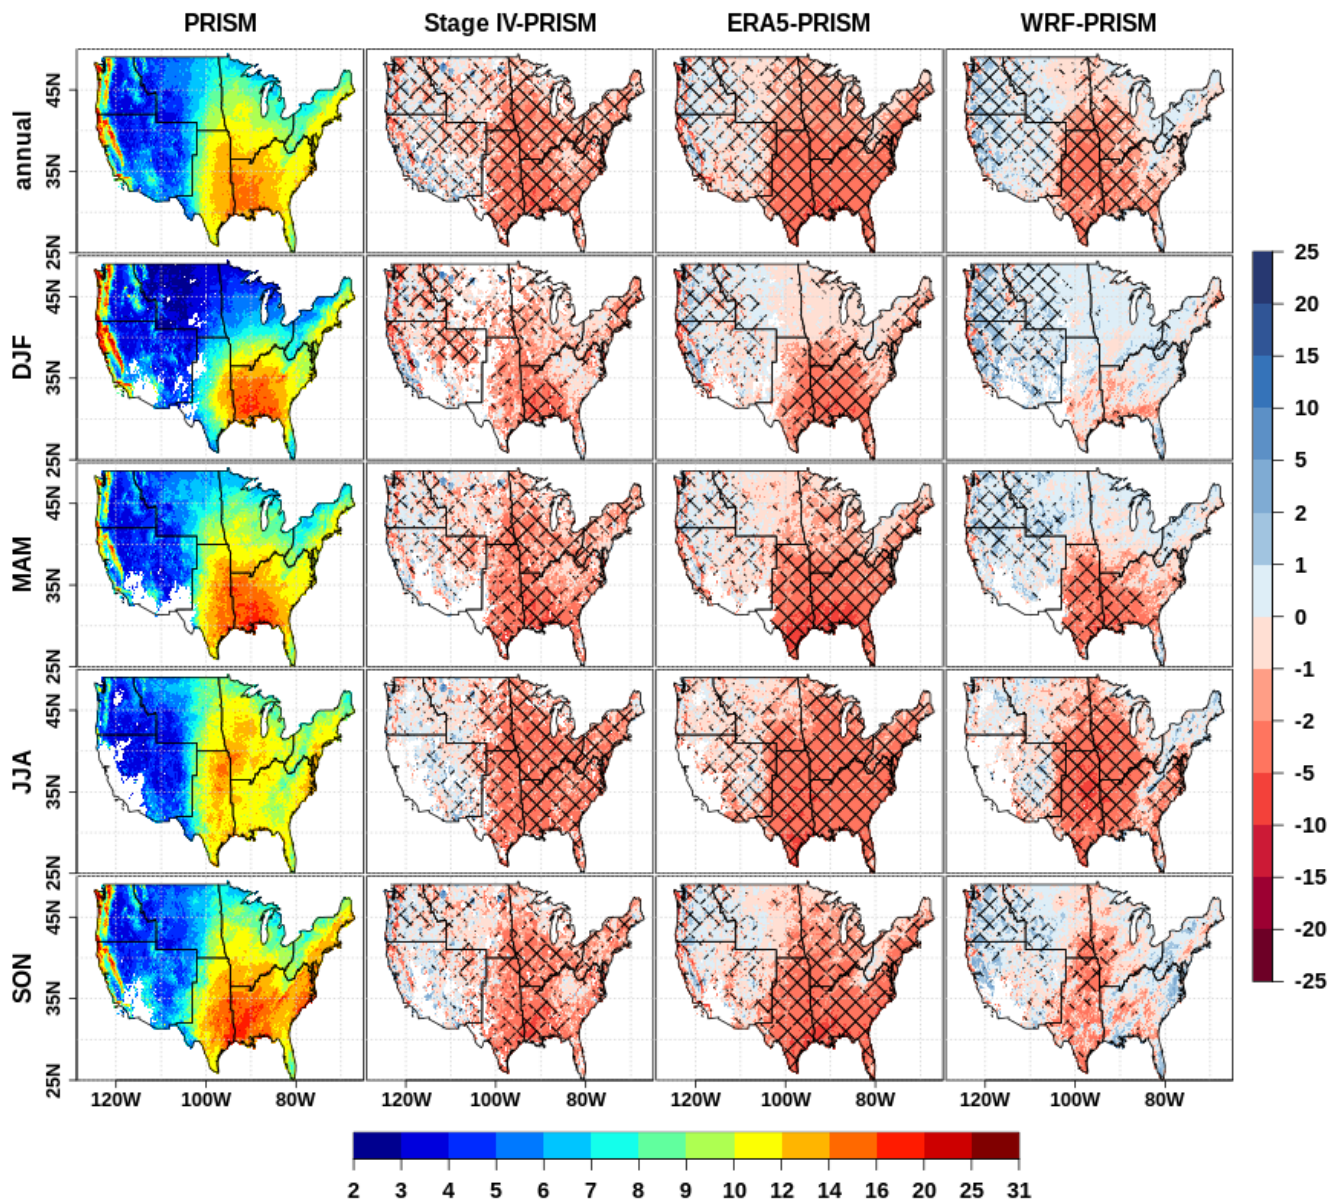 PRISM Stage IV-PRISM ERA5-PRISM WRF-PRISM
annual 45N 35N 25N
DJF 45N 35N 25N
MAM 45N 35N 25N
JJA 45N 35N 25N
SON 45N 35N 25N
25
20
15
10
5
2
1
0
-1
-2
-5
-10
-15
-20
-25
120W 100W 80W 120W 100W 80W 120W 100W 80W 120W 100W 80W
2 3 4 5 6 7 8 9 10 12 14 16 20 25 31